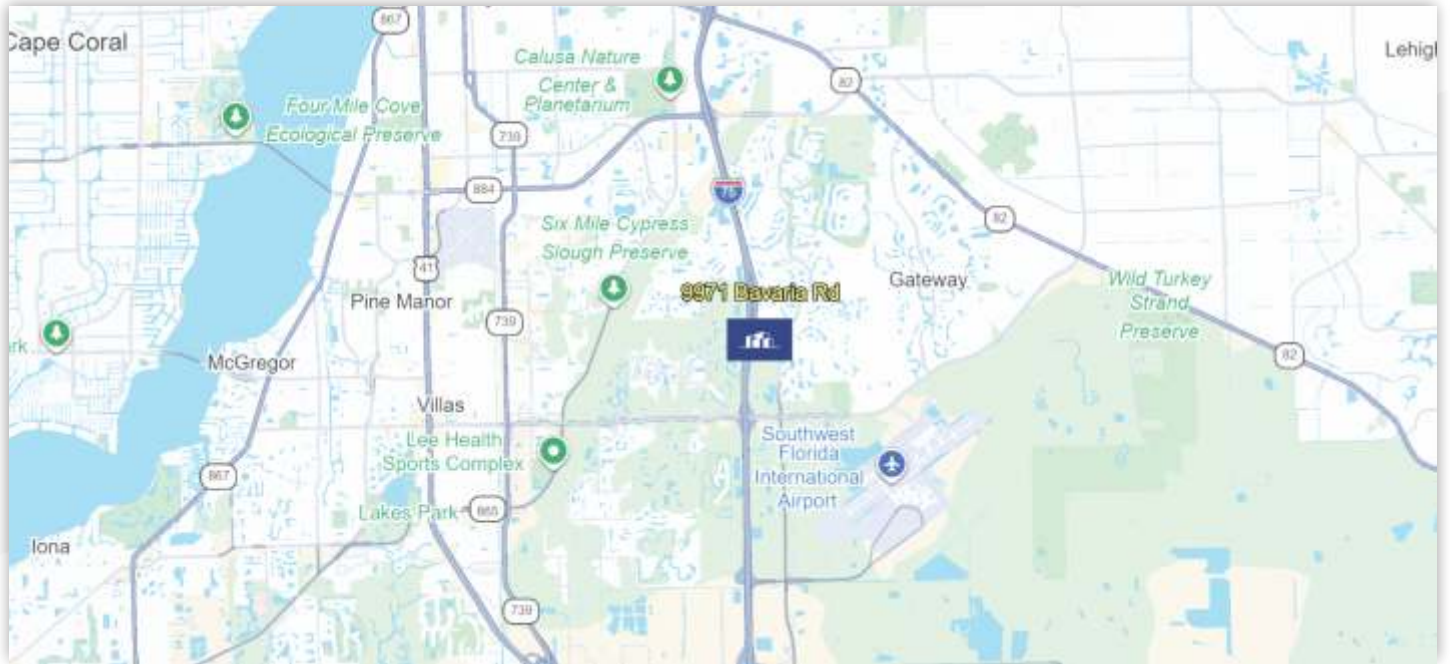 867
Cape Coral
Lehigh
Calusa Nature
Center &
Planetarium
82
Four Mile Cove
Ecological Preserve
739
75
884
82
Six Mile Cypress
Slough Preserve
41
Gateway
Wild Turkey
Strand
Preserve
9971 Bavaria Rd
Pine Manor
739
rk
McGregor
82
Villas
Lee Health
Sports Complex
Southwest
Florida
International
Airport
867
Lakes Park
865
Iona
739